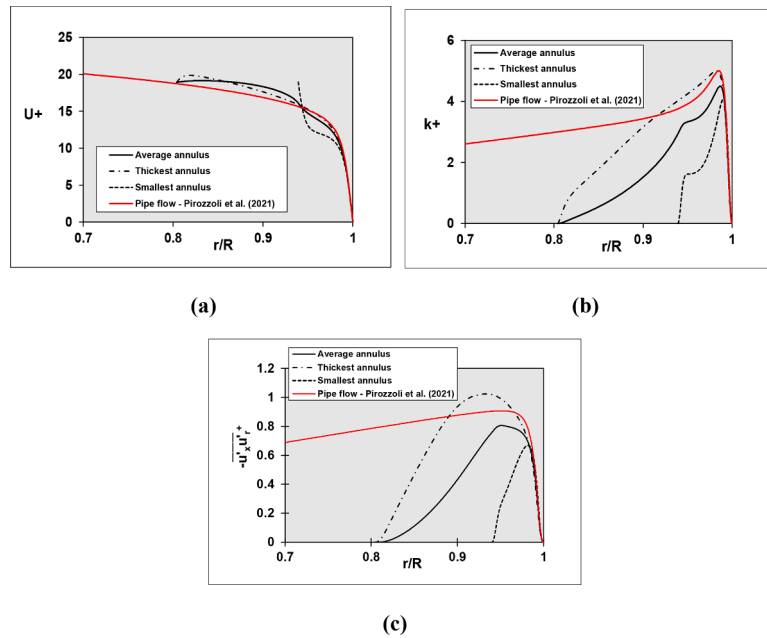 25
20
15
10
5
0
U+
Average annulus
Thickest annulus
Smallest annulus
Pipe flow - Pirozzoli et al. (2021)
0.7 0.8 0.9 1
r/R
(a)
6
4
2
0
k+
Average annulus
Thickest annulus
Smallest annulus
Pipe flow - Pirozzoli et al. (2021)
0.7 0.8 0.9 1
r/R
(b)
Average annulus
Thickest annulus
Smallest annulus
Pipe flow - Pirozzoli et al. (2021)
1.2
1
0.8
0.6
0.4
0.2
0
-u'ₓu'ᵣ⁺
0.7 0.8 0.9 1
r/R
(c)